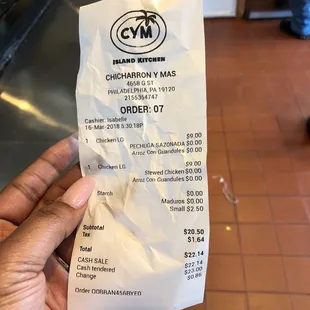 CYM
ISLAND KITCHEN
CHICHARRON Y MAS
4658 G ST
PHILADELPHIA, PA 19120
2155354747
ORDER: 07
Cashier: Isabelle
16-Mar-2018 5:30:18P
1 Chicken LG $9.00
PECHUGA SAZONADA $0.00
Arroz Con Guandules $0.00
1 Chicken LG $9.00
Stewed Chicken $0.00
Arroz Con Guandules $0.00
Starch $0.00
Maduros $0.00
Small $2.50
Subtotal $20.50
Tax $1.64
Total $22.14
CASH SALE $22.14
Cash tendered $23.00
Change $0.86